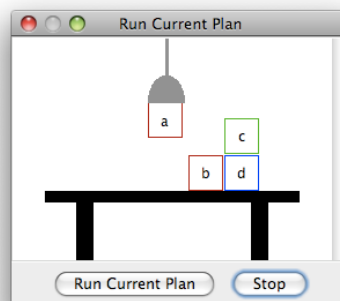 Run Current Plan
a
c
b d
Run Current Plan Stop